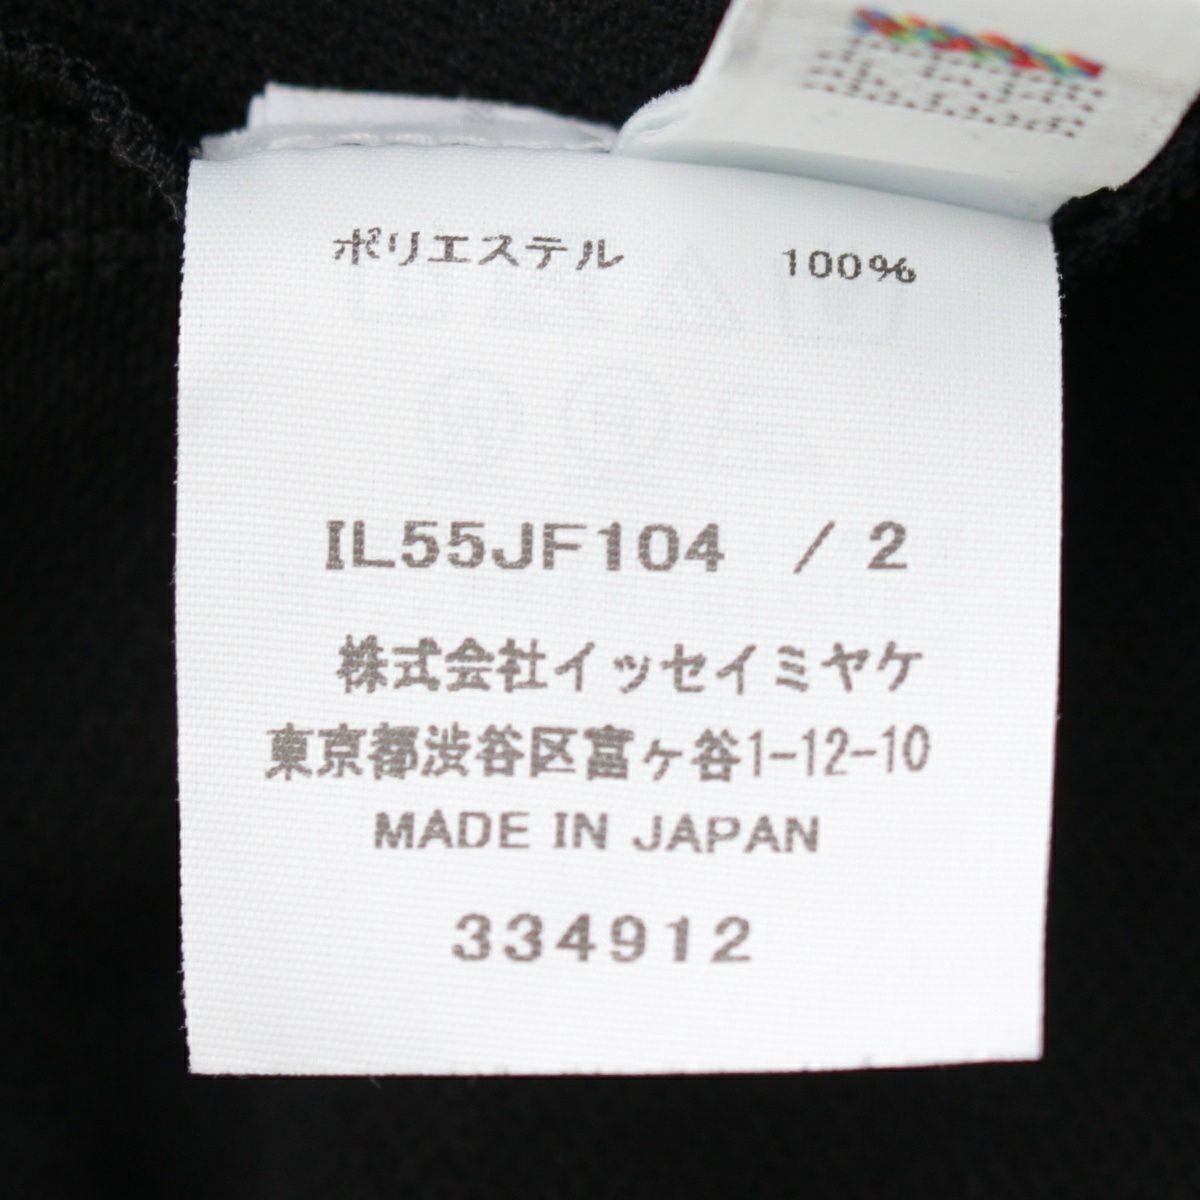 ポリエステル 100%
IL55JF104 / 2
株式会社イッセイミヤケ
東京都渋谷区富ヶ谷1-12-10
MADE IN JAPAN
334912